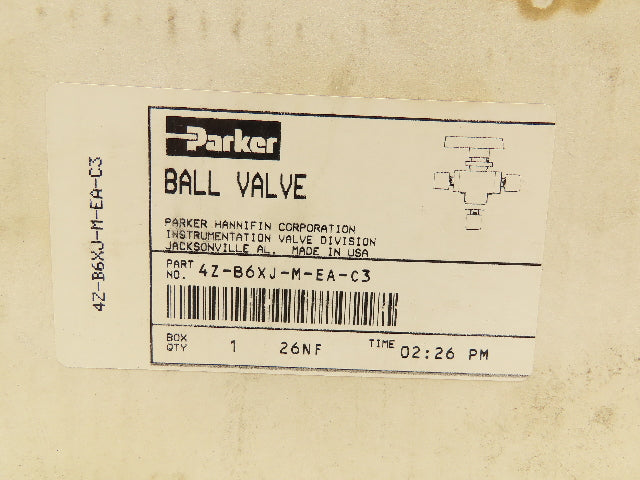 4Z-B6XJ-M-EA-C3
Parker
BALL VALVE
PARKER HANNIFIN CORPORATION
INSTRUMENTATION VALVE DIVISION
JACKSONVILLE AL. MADE IN USA
PART NO. 4Z-B6XJ-M-EA-C3
BOX QTY 1 26NF TIME 02:26 PM